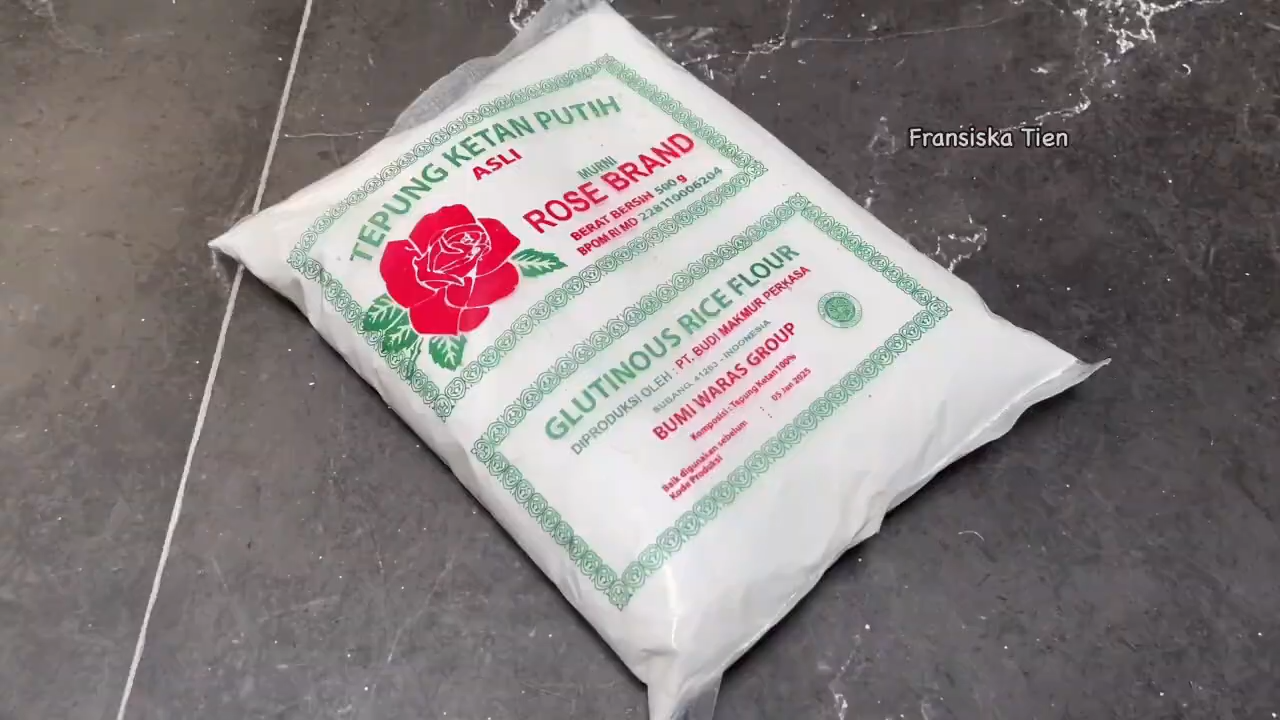 TEPUNG KETAN PUTIH
ASLI
MURNI
ROSE BRAND
BERAT BERSIH 500 g
BPOM RI MD 228110006204
GLUTINOUS RICE FLOUR
DIPRODUKSI OLEH : PT. BUDI MAKMUR PERKASA
SUBANG, 41262 - INDONESIA
BUMI WARAS GROUP
Komposisi : Tepung Ketan 100%
Baik digunakan sebelum : 05 Jan 2025
Kode Produksi :
Fransiska Tien